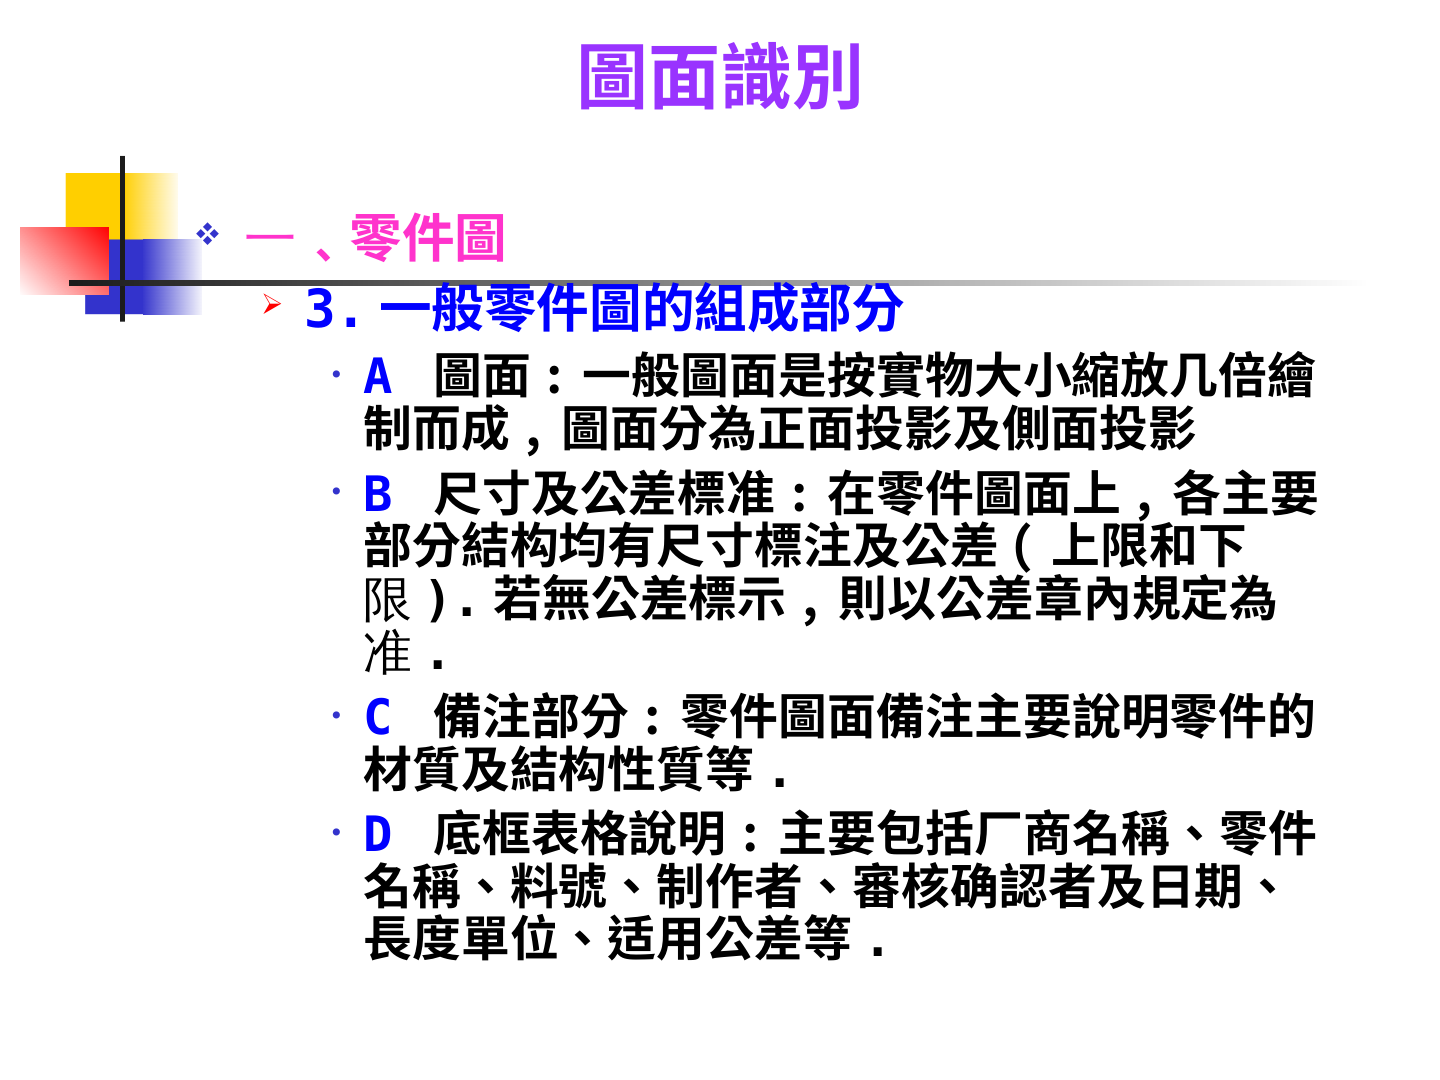 圖面識別
一﹑零件圖
3.一般零件圖的組成部分
A 圖面：一般圖面是按實物大小縮放几倍繪
制而成，圖面分為正面投影及側面投影
B 尺寸及公差標准：在零件圖面上，各主要
部分結构均有尺寸標注及公差(上限和下
限).若無公差標示，則以公差章內規定為
准.
C 備注部分：零件圖面備注主要說明零件的
材質及結构性質等.
D 底框表格說明：主要包括厂商名稱、零件
名稱、料號、制作者、審核确認者及日期、
長度單位、适用公差等.